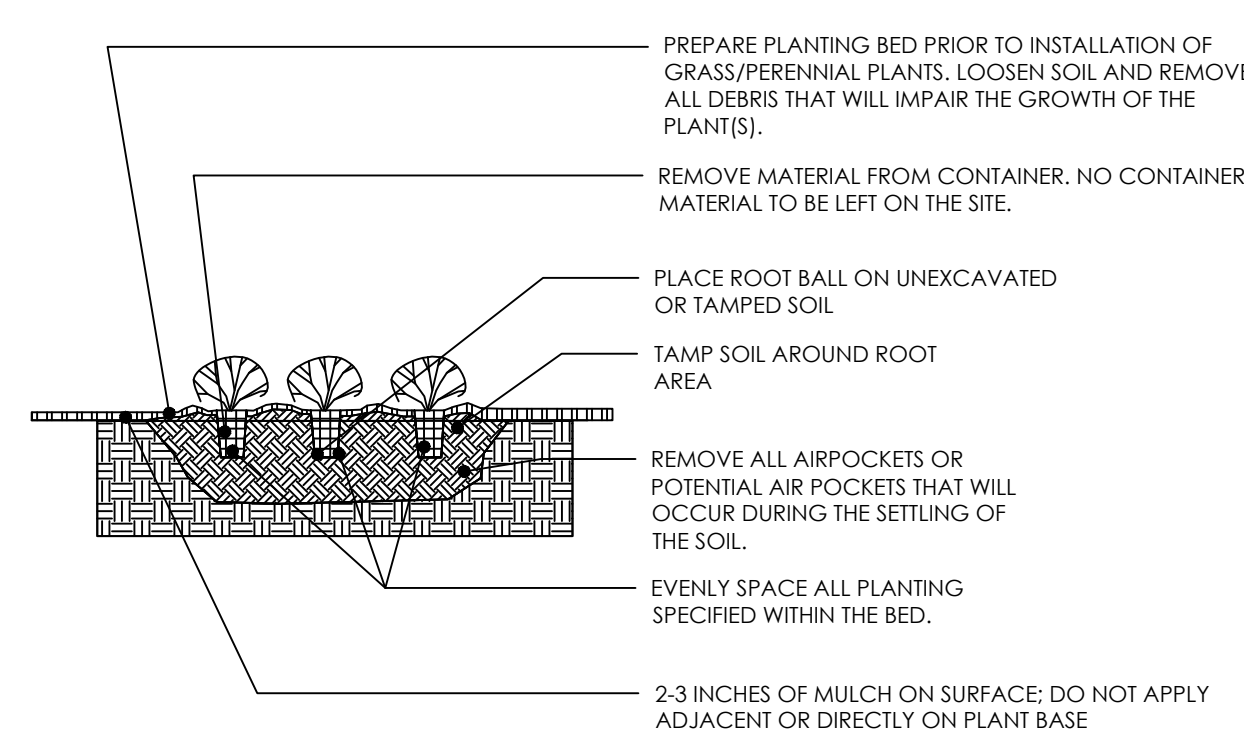 PREPARE PLANTING BED PRIOR TO INSTALLATION OF
GRASS/PERENNIAL PLANTS. LOOSEN SOIL AND REMOVE
ALL DEBRIS THAT WILL IMPAIR THE GROWTH OF THE
PLANT(S).
REMOVE MATERIAL FROM CONTAINER. NO CONTAINER
MATERIAL TO BE LEFT ON THE SITE.
PLACE ROOT BALL ON UNEXCAVATED
OR TAMPED SOIL
TAMP SOIL AROUND ROOT
AREA
REMOVE ALL AIRPOCKETS OR
POTENTIAL AIR POCKETS THAT WILL
OCCUR DURING THE SETTLING OF
THE SOIL.
EVENLY SPACE ALL PLANTING
SPECIFIED WITHIN THE BED.
2-3 INCHES OF MULCH ON SURFACE; DO NOT APPLY
ADJACENT OR DIRECTLY ON PLANT BASE